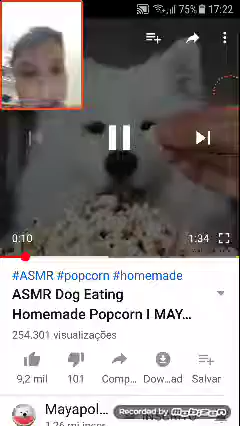 75% 17:22
0:10
1:34
#ASMR #popcorn #homemade
ASMR Dog Eating
Homemade Popcorn I MAY...
254.301 visualizações
9,2 mil
101
Comp...
Dow...ad
Salvar
Mayapol...
Recorded by Mobizen